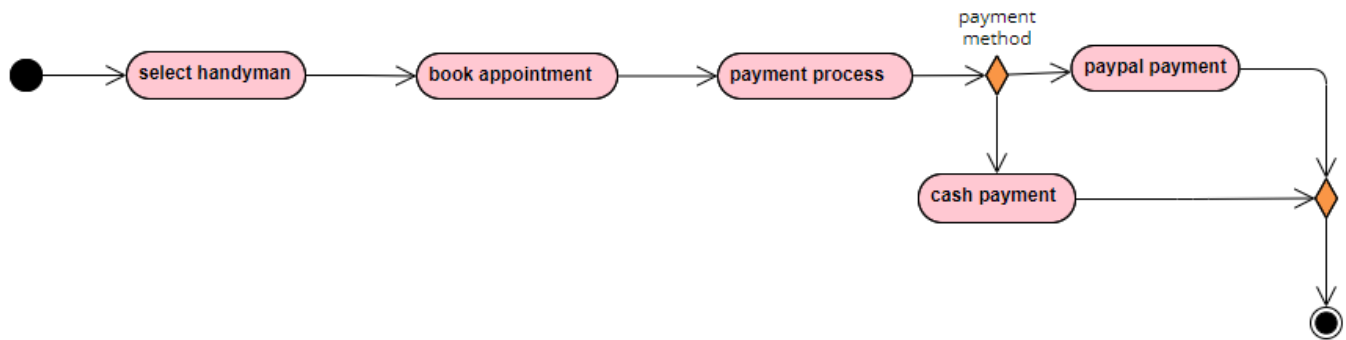 payment
method
select handyman
book appointment
payment process
paypal payment
cash payment